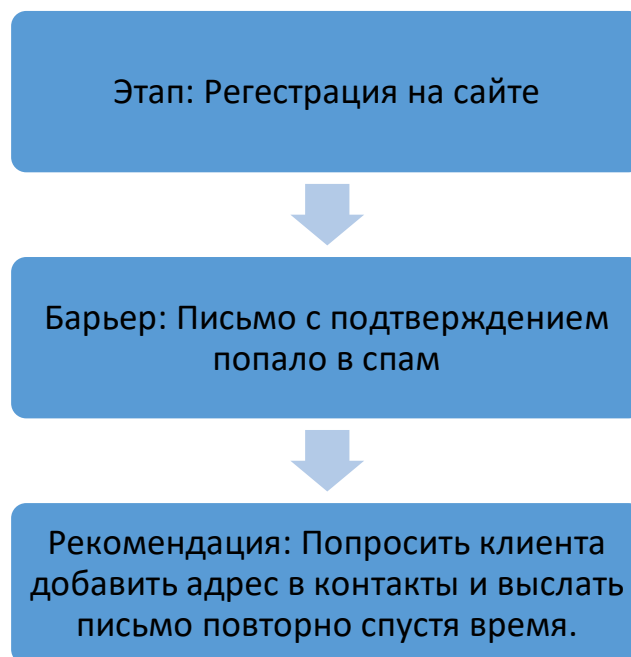 Этап: Регестрация на сайте
Барьер: Письмо с подтверждением
попало в спам
Рекомендация: Попросить клиента
добавить адрес в контакты и выслать
письмо повторно спустя время.